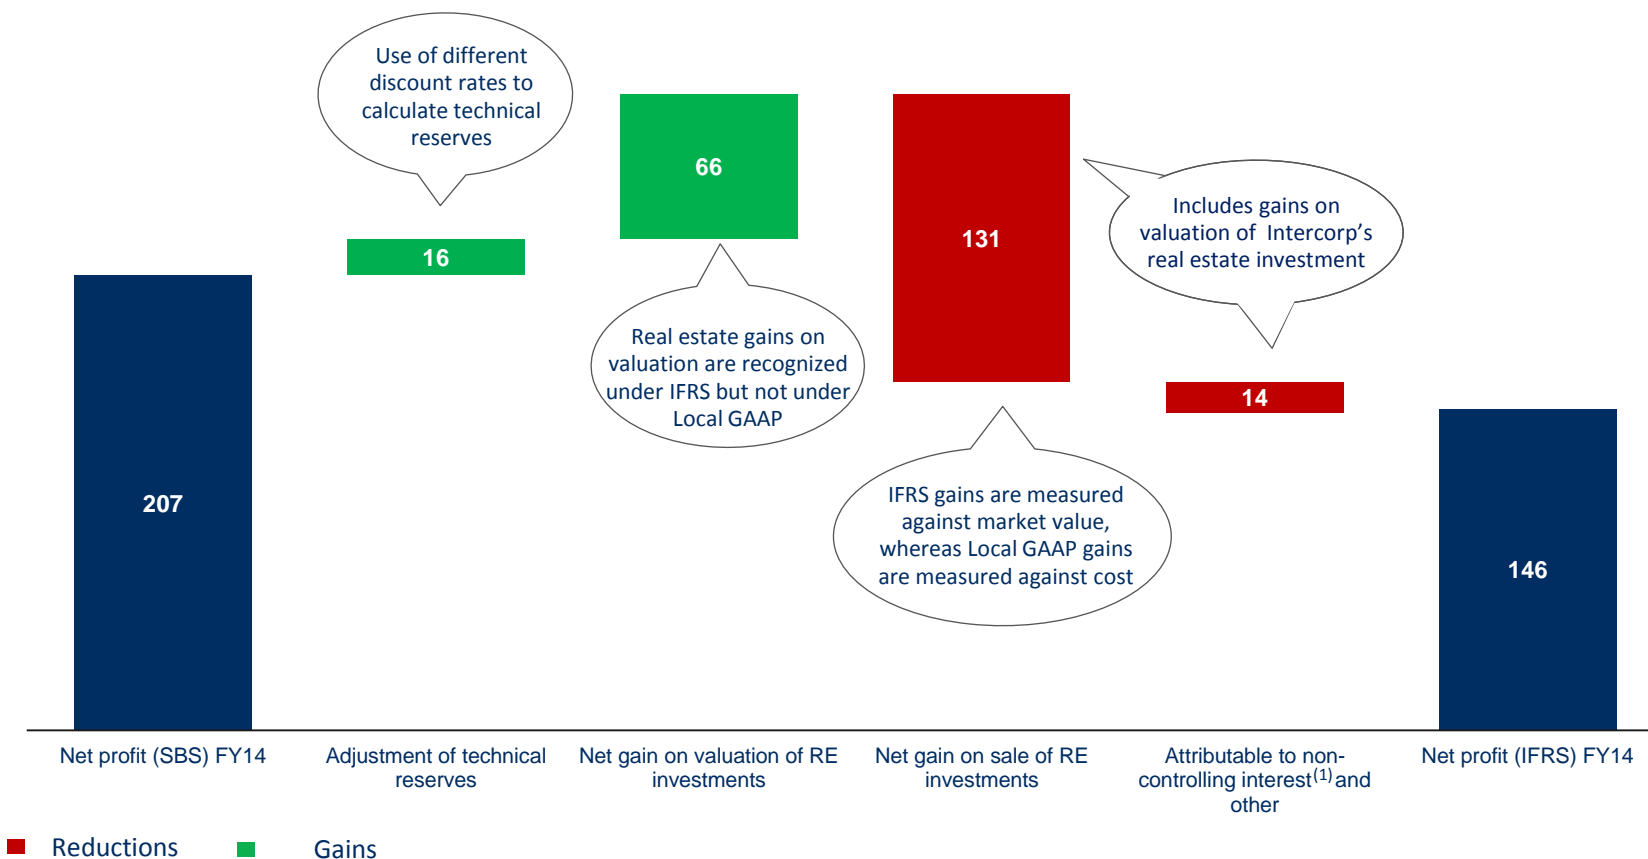 Use of different
discount rates to
calculate technical
reserves
66
16
131
Includes gains on
valuation of Intercorp’s
real estate investment
Real estate gains on
valuation are recognized
under IFRS but not under
Local GAAP
14
207
IFRS gains are measured
against market value,
whereas Local GAAP gains
are measured against cost
146
Net profit (SBS) FY14
Adjustment of technical
reserves
Net gain on valuation of RE
investments
Net gain on sale of RE
investments
Attributable to non-
controlling interest(1) and
other
Net profit (IFRS) FY14
Reductions
Gains